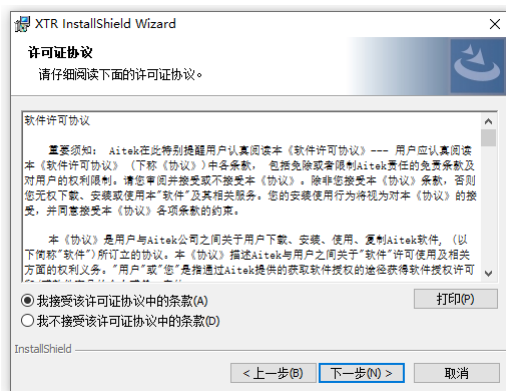 XTR InstallShield Wizard
许可证协议
请仔细阅读下面的许可证协议。
软件许可协议
重要须知： Aitek在此特别提醒用户认真阅读本《软件许可协议》--- 用户应认真阅读
本《软件许可协议》（下称《协议》)中各条款， 包括免除或者限制Aitek责任的免责条款及
对用户的权利限制。请您审阅并接受或不接受本《协议》。除非您接受本《协议》条款，否则
您无权下载、安装或使用本"软件"及其相关服务。您的安装使用行为将视为对本《协议》的接
受，并同意接受本《协议》各项条款的约束。
本《协议》是用户与Aitek公司之间关于用户下载、安装、使用、复制Aitek软件，（以
下简称"软件"）所订立的协议。本《协议》描述Aitek与用户之间关于"软件"许可使用及相关
方面的权利义务。"用户"或"您"是指通过Aitek提供的获取软件授权的途径获得软件授权许可
我接受该许可证协议中的条款(A)
打印(P)
我不接受该许可证协议中的条款(D)
InstallShield
< 上一步(B)
下一步(N) >
取消